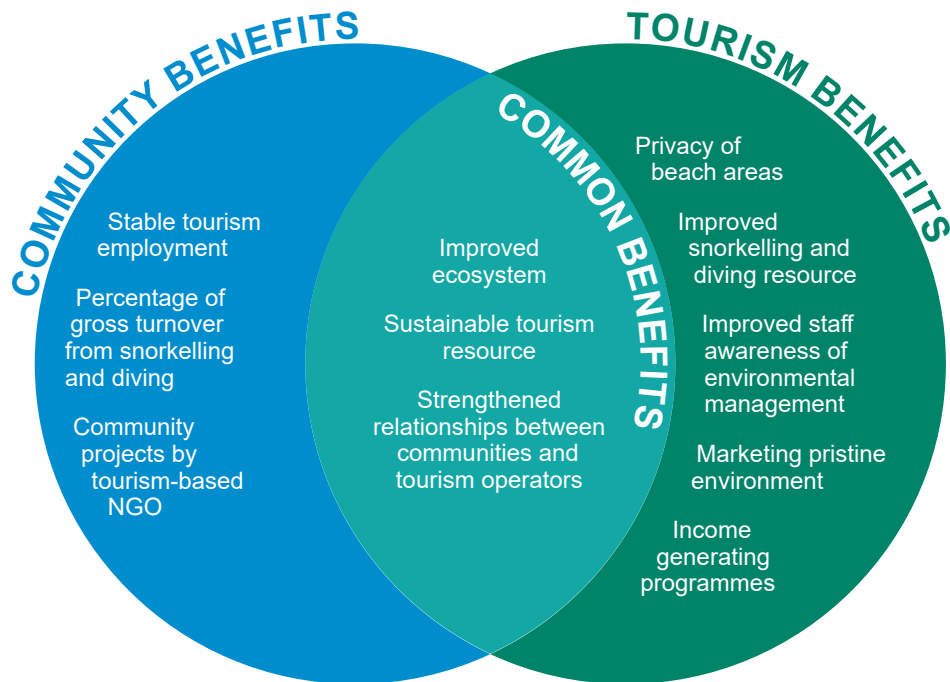 COMMUNITY BENEFITS
Stable tourism
employment
Percentage of
gross turnover
from snorkelling
and diving
Community
projects by
tourism-based
NGO
COMMON BENEFITS
Improved
ecosystem
Sustainable tourism
resource
Strengthened
relationships between
communities and
tourism operators
TOURISM BENEFITS
Privacy of
beach areas
Improved
snorkelling and
diving resource
Improved staff
awareness of
environmental
management
Marketing pristine
environment
Income
generating
programmes